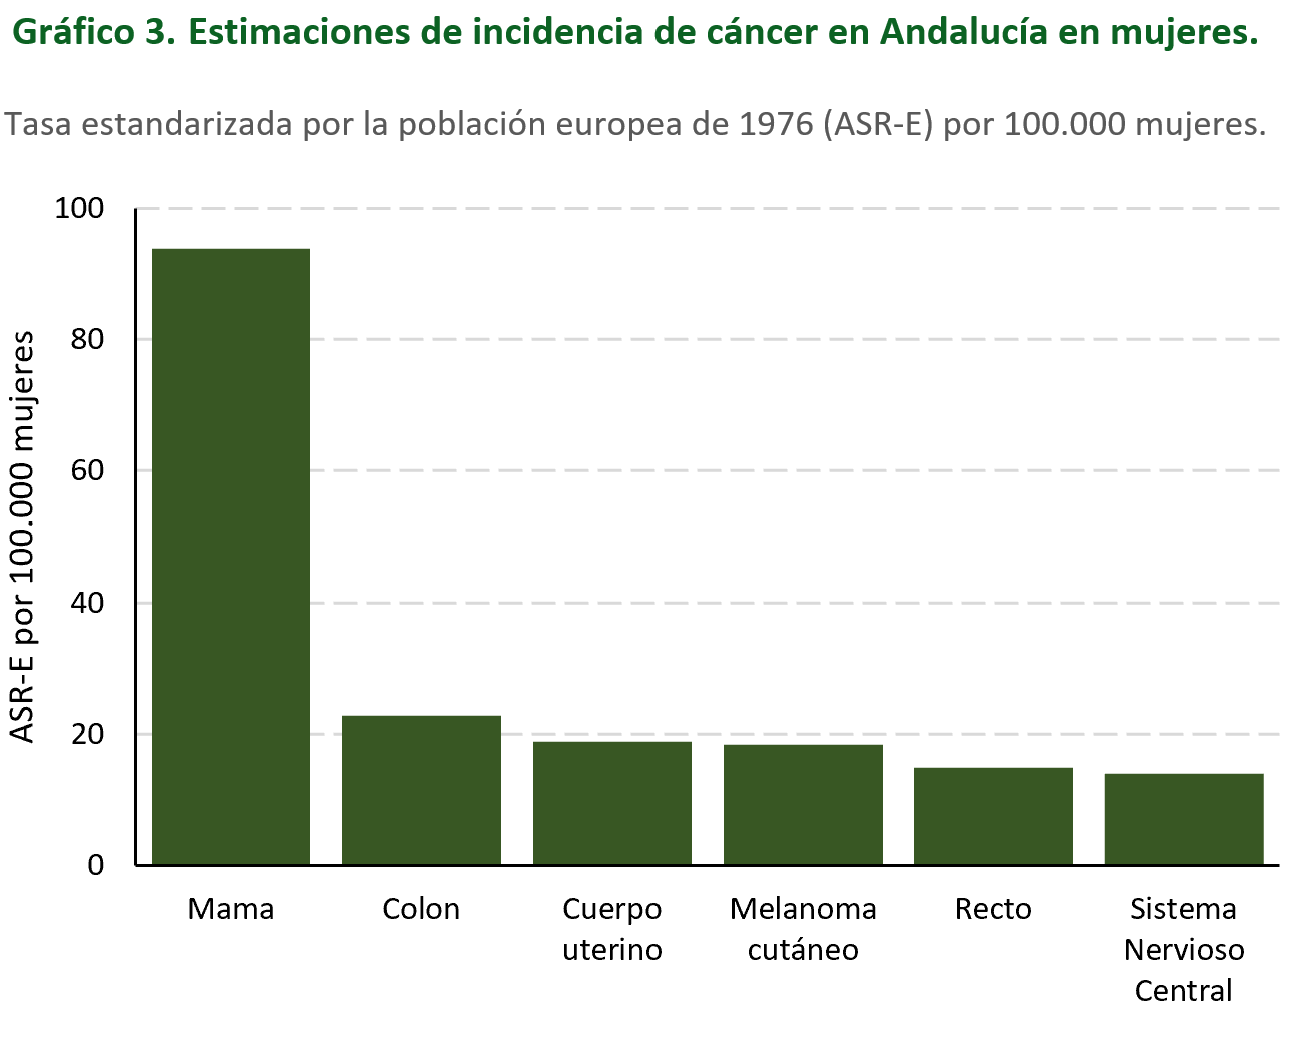 Gráfico 3. Estimaciones de incidencia de cáncer en Andalucía en mujeres.
Tasa estandarizada por la población europea de 1976 (ASR-E) por 100.000 mujeres.
ASR-E por 100.000 mujeres
100
80
60
40
20
0
Mama
Colon
Cuerpo
uterino
Melanoma
cutáneo
Recto
Sistema
Nervioso
Central